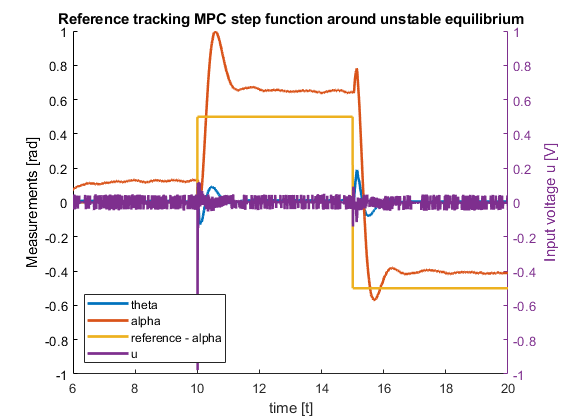 Reference tracking MPC step function around unstable equilibrium
1
0.8
0.6
0.4
0.2
0
-0.2
-0.4
-0.6
-0.8
-1
Measurements [rad]
1
0.8
0.6
0.4
0.2
0
-0.2
-0.4
-0.6
-0.8
-1
Input voltage u [V]
theta
alpha
reference - alpha
u
6 8 10 12 14 16 18 20
time [t]